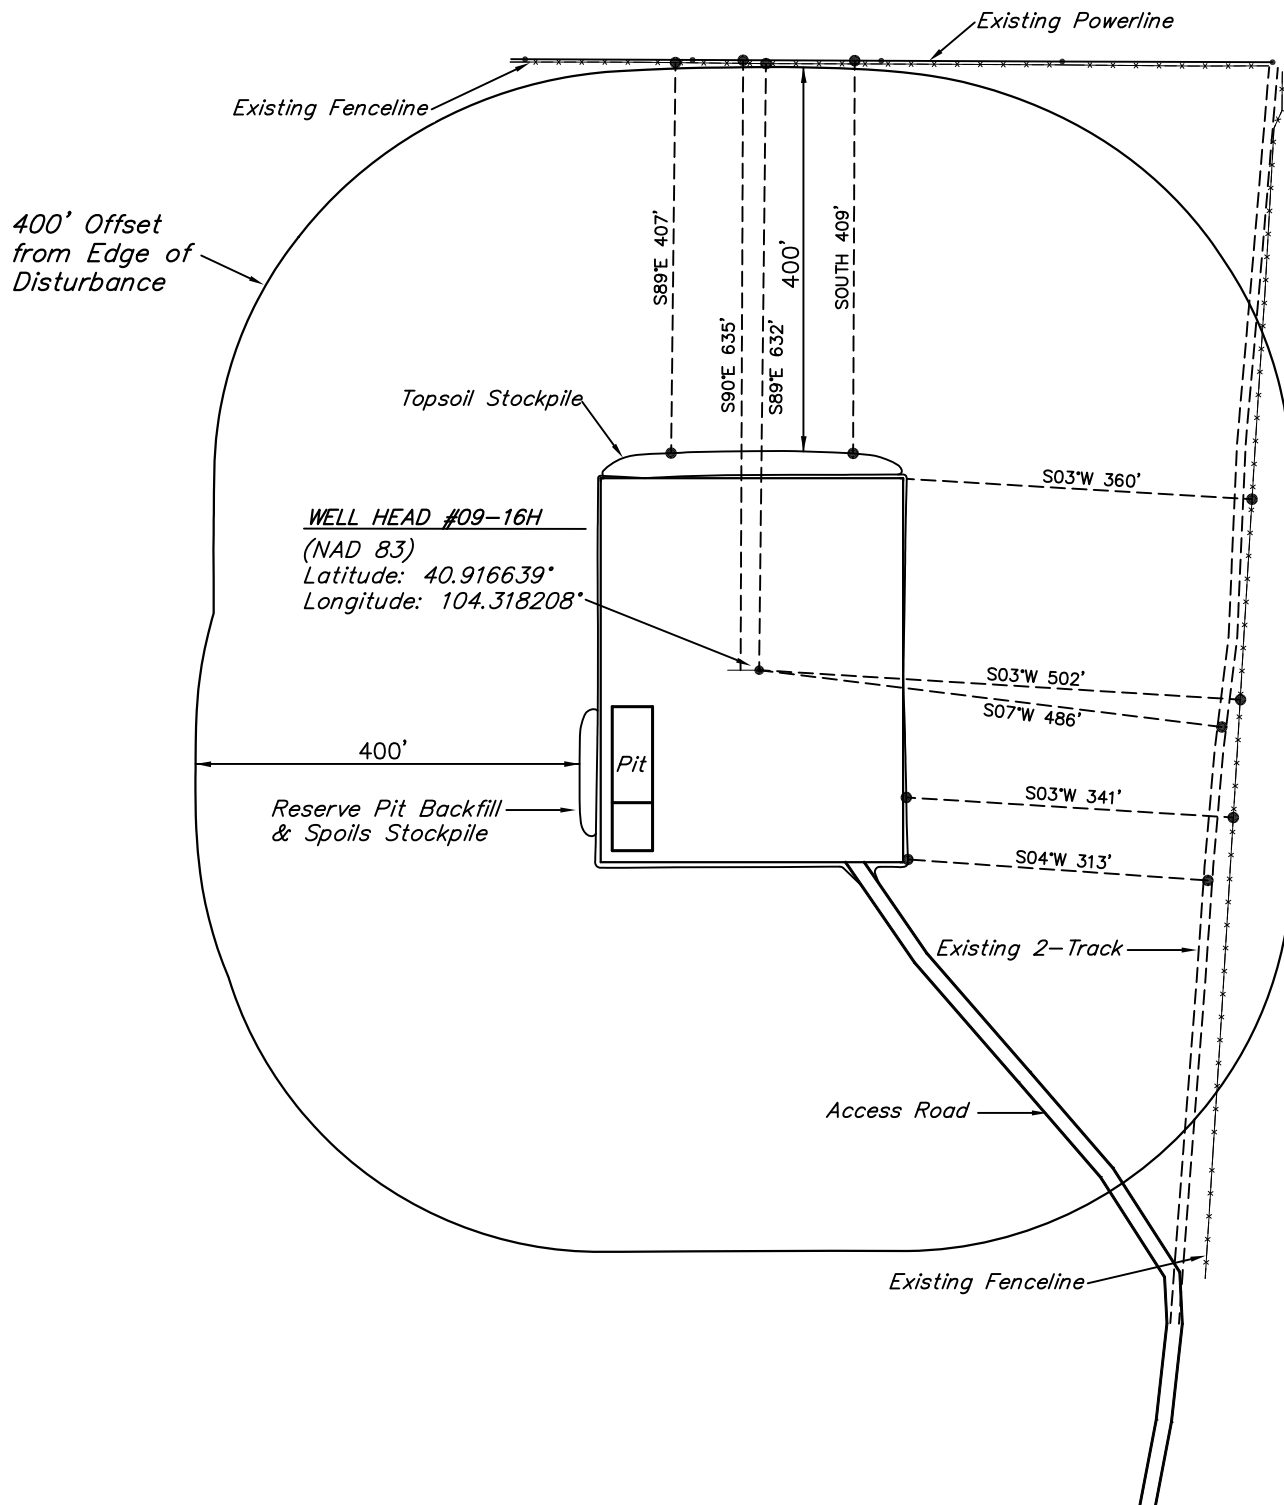 Existing Powerline
Existing Fenceline
400' Offset
from Edge of
Disturbance
S89°E 407'
S90°E 635'
S89°E 632'
400'
SOUTH 409'
Topsoil Stockpile
S03°W 360'
WELL HEAD #09-16H
(NAD 83)
Latitude: 40.916639°
Longitude: 104.318208°
S03°W 502'
S07°W 486'
400'
Pit
Reserve Pit Backfill
& Spoils Stockpile
S03°W 341'
S04°W 313'
Existing 2-Track
Access Road
Existing Fenceline